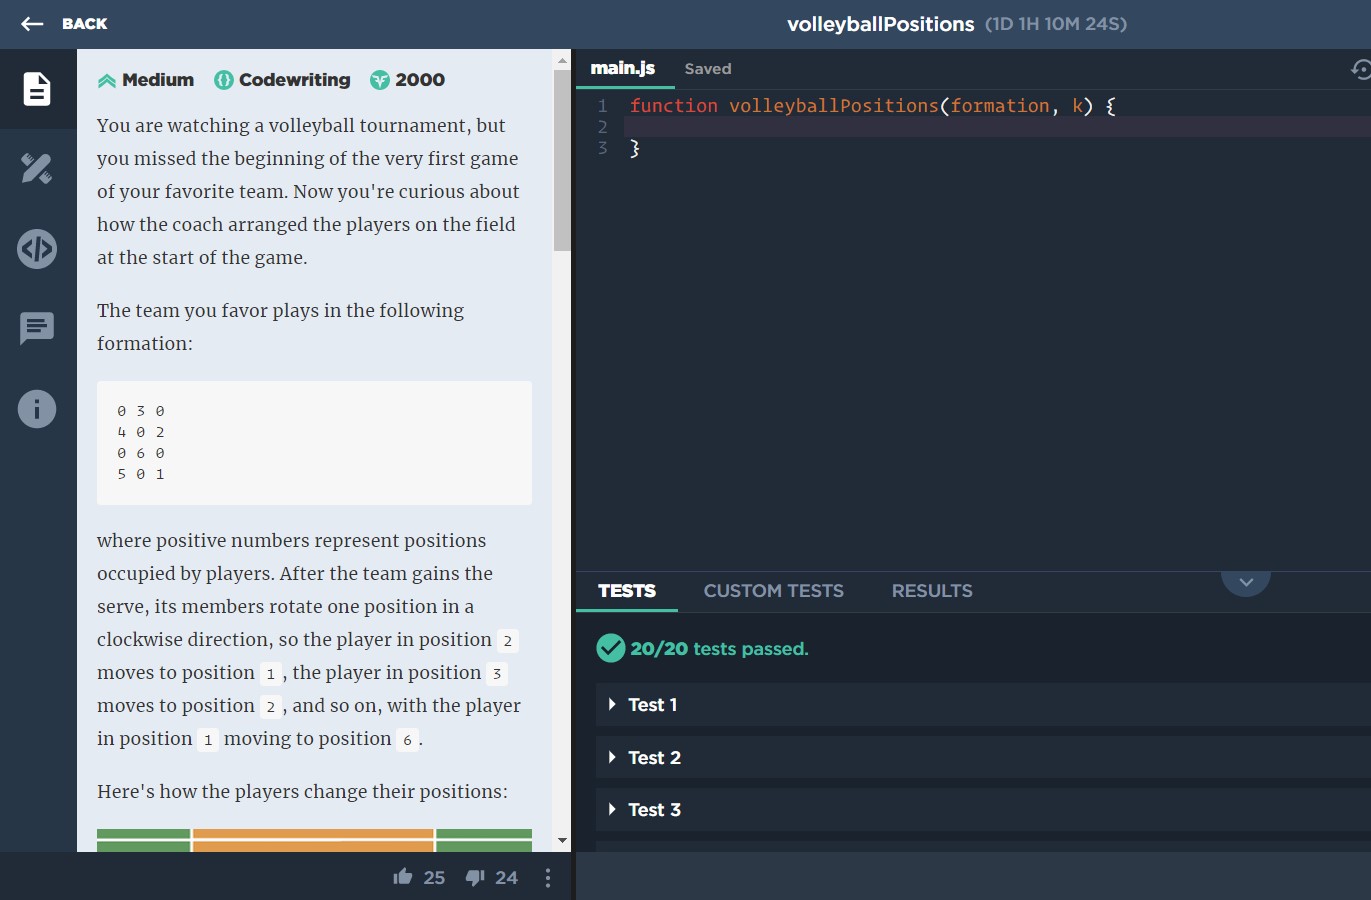 BACK
volleyballPositions (1D 1H 10M 24S)
Medium Codewriting 2000
You are watching a volleyball tournament, but
you missed the beginning of the very first game
of your favorite team. Now you're curious about
how the coach arranged the players on the field
at the start of the game.
The team you favor plays in the following
formation:
0 3 0
4 0 2
0 6 0
5 0 1
where positive numbers represent positions
occupied by players. After the team gains the
serve, its members rotate one position in a
clockwise direction, so the player in position 2
moves to position 1, the player in position 3
moves to position 2, and so on, with the player
in position 1 moving to position 6.
Here's how the players change their positions:
25 24
main.js Saved
1 function volleyballPositions(formation, k) {
2
3 }
TESTS CUSTOM TESTS RESULTS
20/20 tests passed.
Test 1
Test 2
Test 3